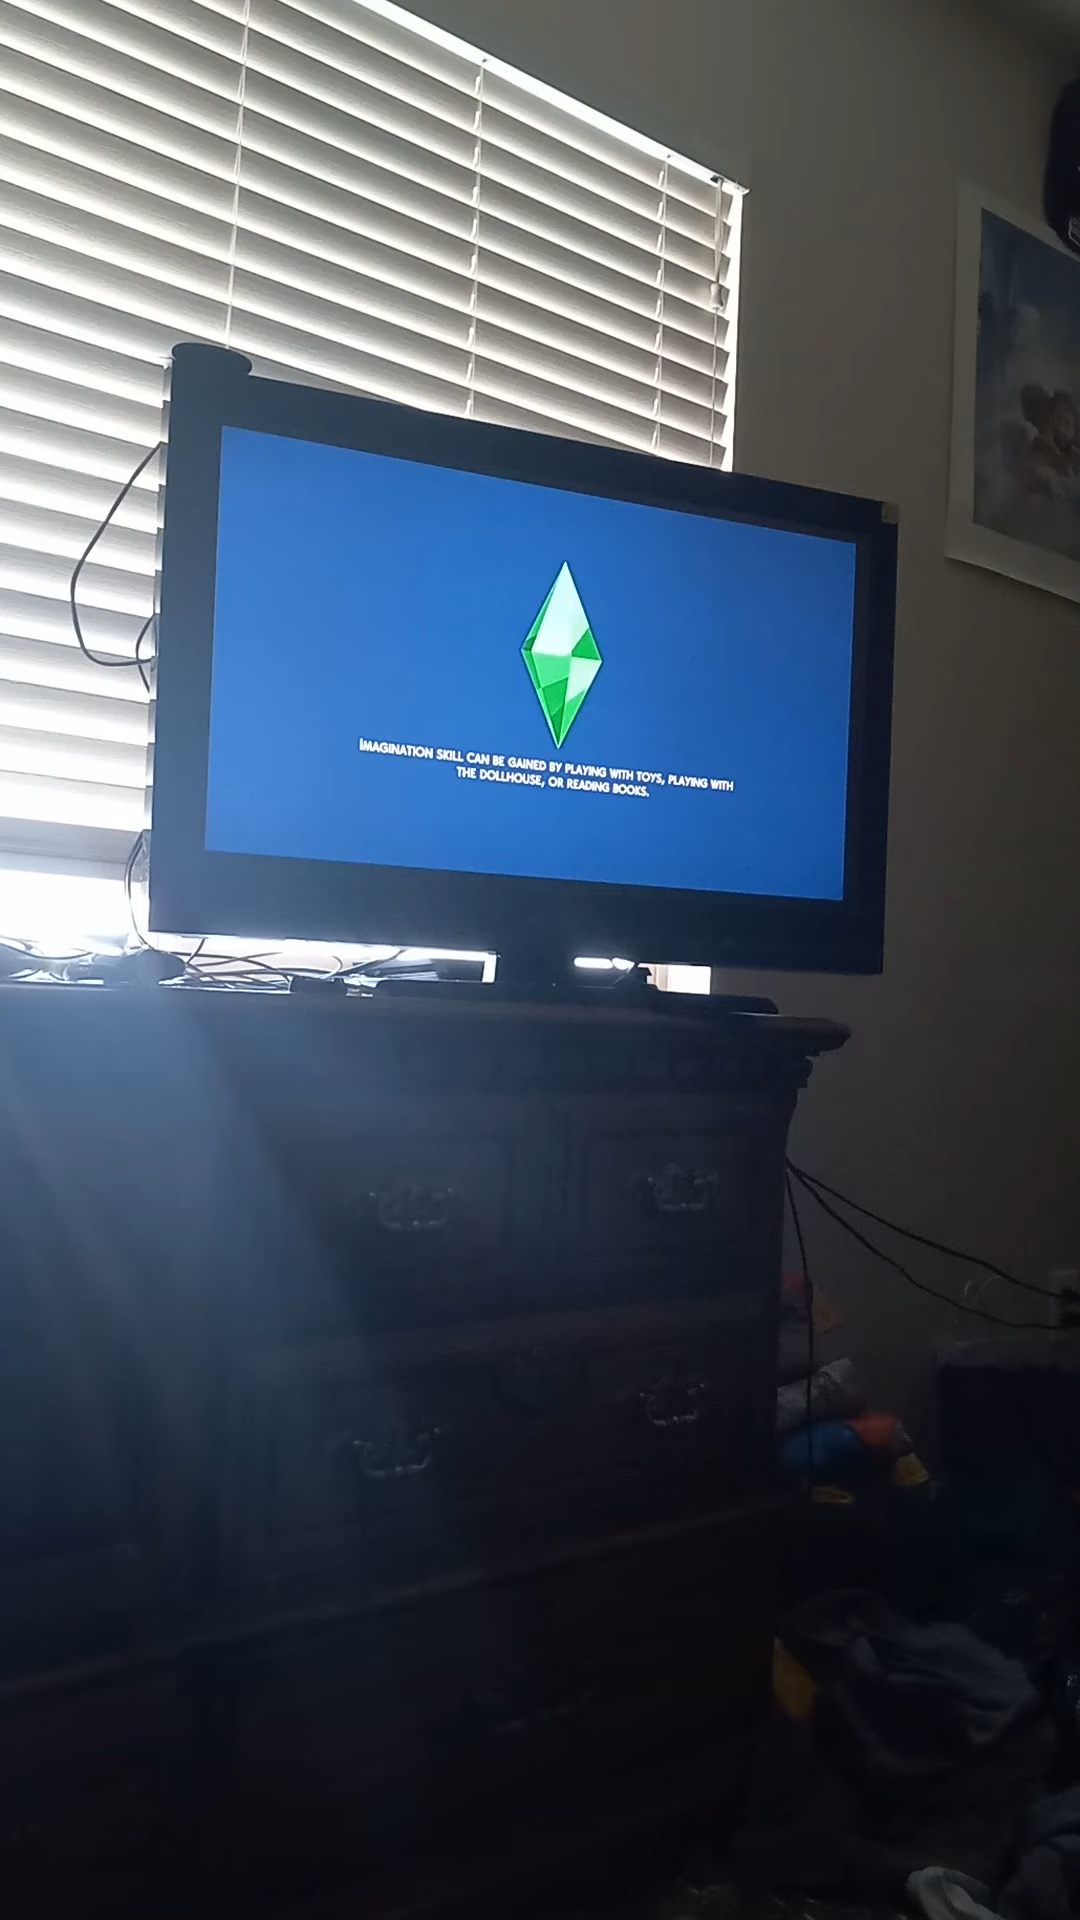 Imagination skill can be gained by playing with toys, playing with
the dollhouse, or reading books.